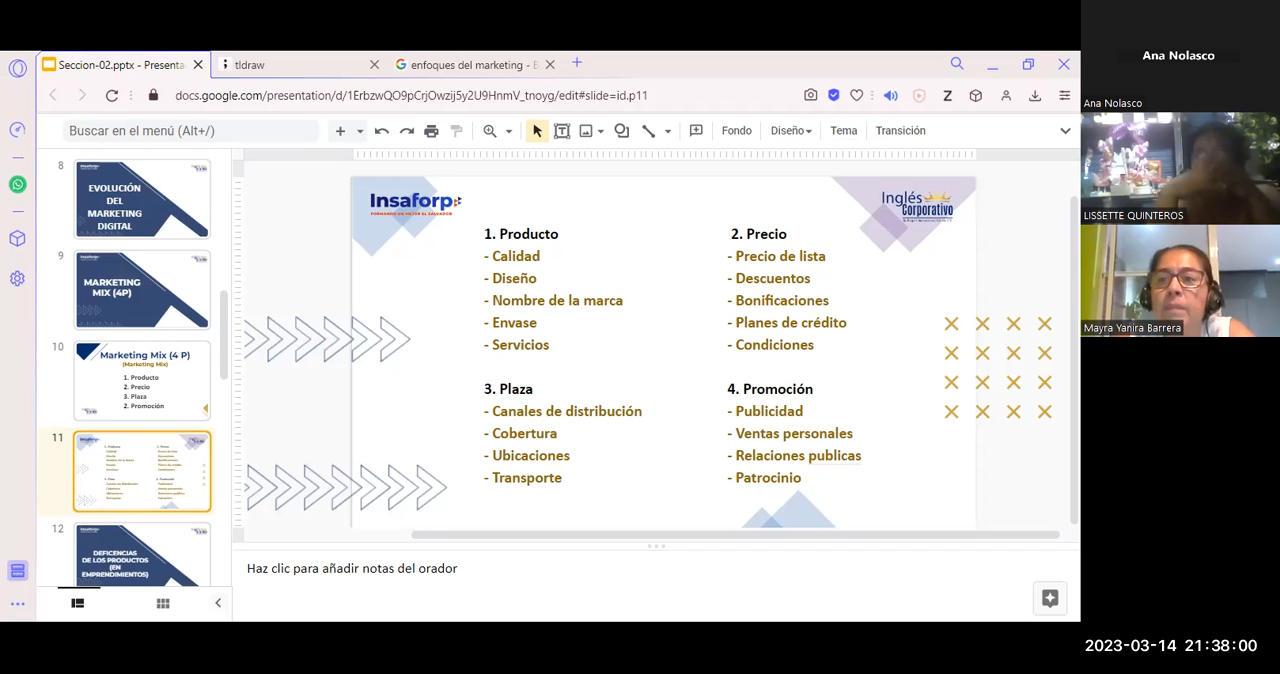 Seccion-02.pptx - Presenta
tldraw
enfoques del marketing - B
docs.google.com/presentation/d/1ErbzwQO9pCrjOwzij5y2U9HnmV_tnoyg/edit#slide=id.p11
Buscar en el menú (Alt+/)
Fondo
Diseño
Tema
Transición
8
EVOLUCIÓN
DEL
MARKETING
DIGITAL
9
MARKETING
MIX (4P)
10
Marketing Mix (4 P)
(Marketing Mix)
1. Producto
2. Precio
3. Plaza
2. Promoción
11
12
DEFICENCIAS
DE LOS PRODUCTOS
(EN
EMPRENDIMIENTOS)
Insaforp
FORMANDO UN MEJOR EL SALVADOR
Inglés
Corporativo
1. Producto
- Calidad
- Diseño
- Nombre de la marca
- Envase
- Servicios
2. Precio
- Precio de lista
- Descuentos
- Bonificaciones
- Planes de crédito
- Condiciones
3. Plaza
- Canales de distribución
- Cobertura
- Ubicaciones
- Transporte
4. Promoción
- Publicidad
- Ventas personales
- Relaciones publicas
- Patrocinio
Haz clic para añadir notas del orador
Ana Nolasco
Ana Nolasco
LISSETTE QUINTEROS
Mayra Yanira Barrera
2023-03-14 21:38:00